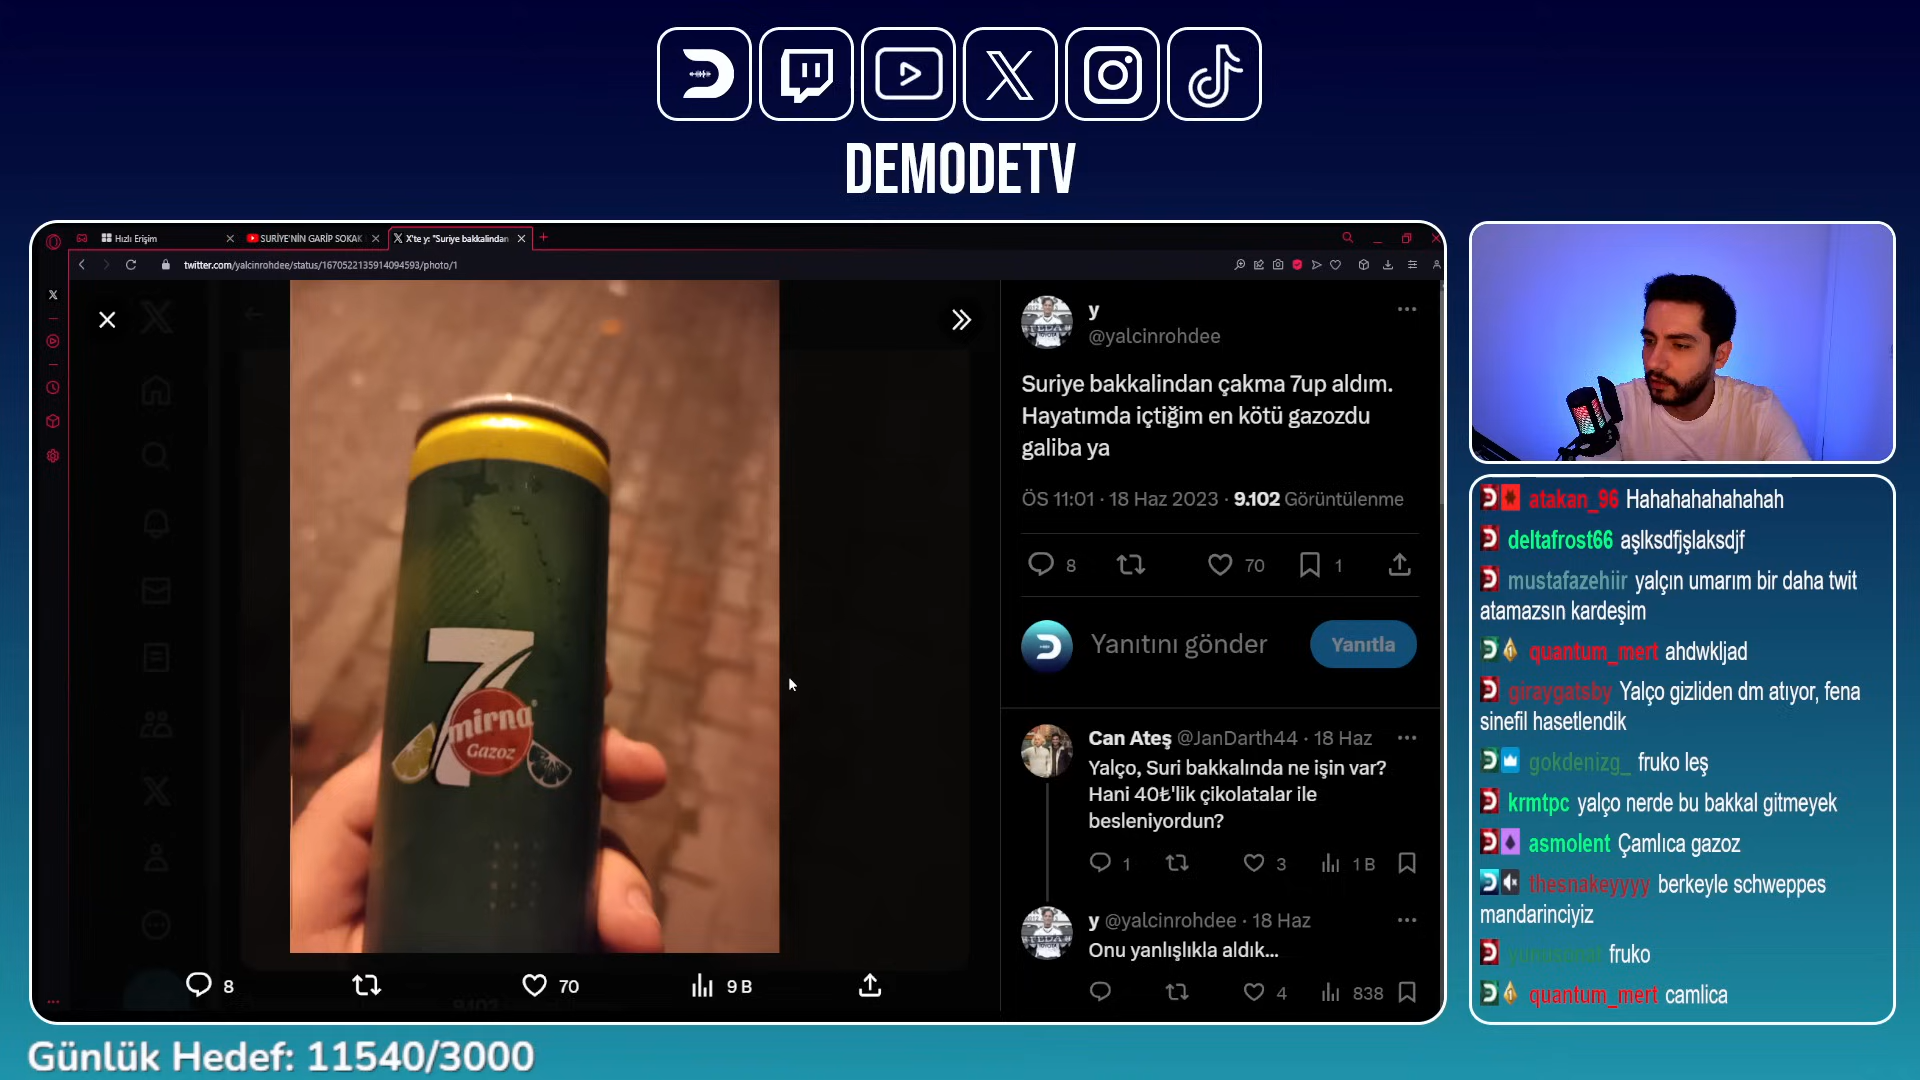 DEMODETV
Hızlı Erişim
SURİYE'NİN GARİP SOKAK
X'te y: "Suriye bakkalindan
twitter.com/yalcinrohdee/status/1670522135914094593/photo/1
7
mirna
Gazoz
8
70
9 B
y
@yalcinrohdee
Suriye bakkalindan çakma 7up aldım.
Hayatımda içtiğim en kötü gazozdu
galiba ya
ÖS 11:01 · 18 Haz 2023 · 9.102 Görüntülenme
8
70
1
Yanıtını gönder
Yanıtla
Can Ateş @JanDarth44 · 18 Haz
Yalço, Suri bakkalında ne işin var?
Hani 40₺'lik çikolatalar ile
besleniyordun?
1
3
1 B
y @yalcinrohdee · 18 Haz
Onu yanlışlıkla aldık...
4
838
atakan_96 Hahahahahahahah
deltafrost66 aşlksdfjşlaksdjf
mustafazehiir yalçın umarım bir daha twit
atamazsın kardeşim
quantum_mert ahdwkljad
giraygatsby Yalço gizliden dm atıyor, fena
sinefil hasetlendik
gokdenizg_ fruko leş
krmtpc yalço nerde bu bakkal gitmeyek
asmolent Çamlıca gazoz
thesnakeyyyy berkeyle schweppes
mandarinciyiz
fruko
quantum_mert camlica
Günlük Hedef: 11540/3000